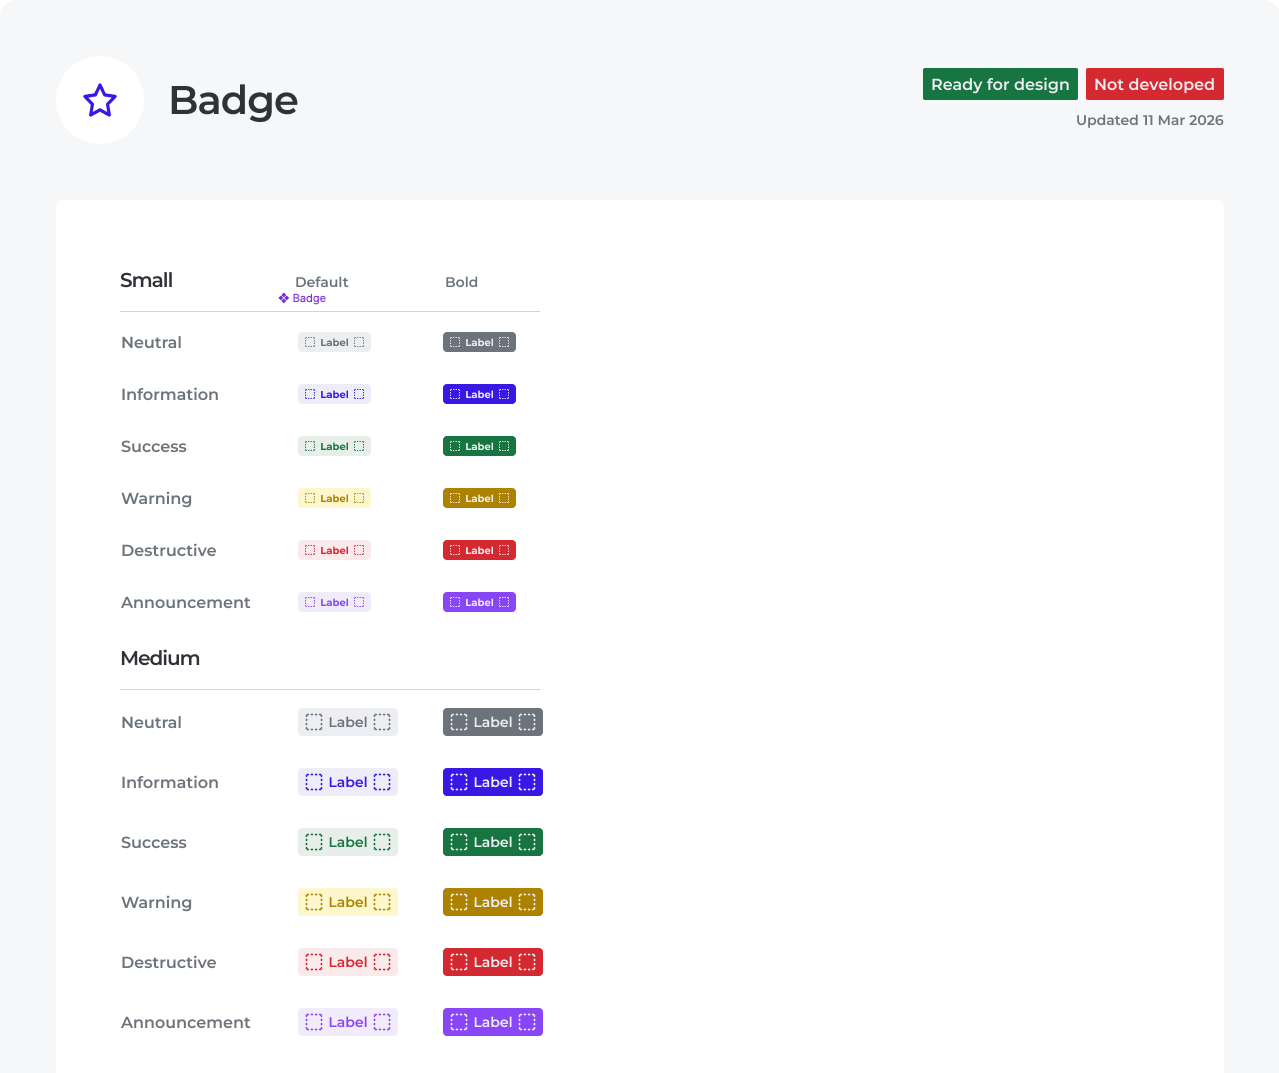 Badge
Ready for design Not developed
Updated 11 Mar 2026
Small Default Bold
Badge
Neutral Label Label
Information Label Label
Success Label Label
Warning Label Label
Destructive Label Label
Announcement Label Label
Medium
Neutral Label Label
Information Label Label
Success Label Label
Warning Label Label
Destructive Label Label
Announcement Label Label